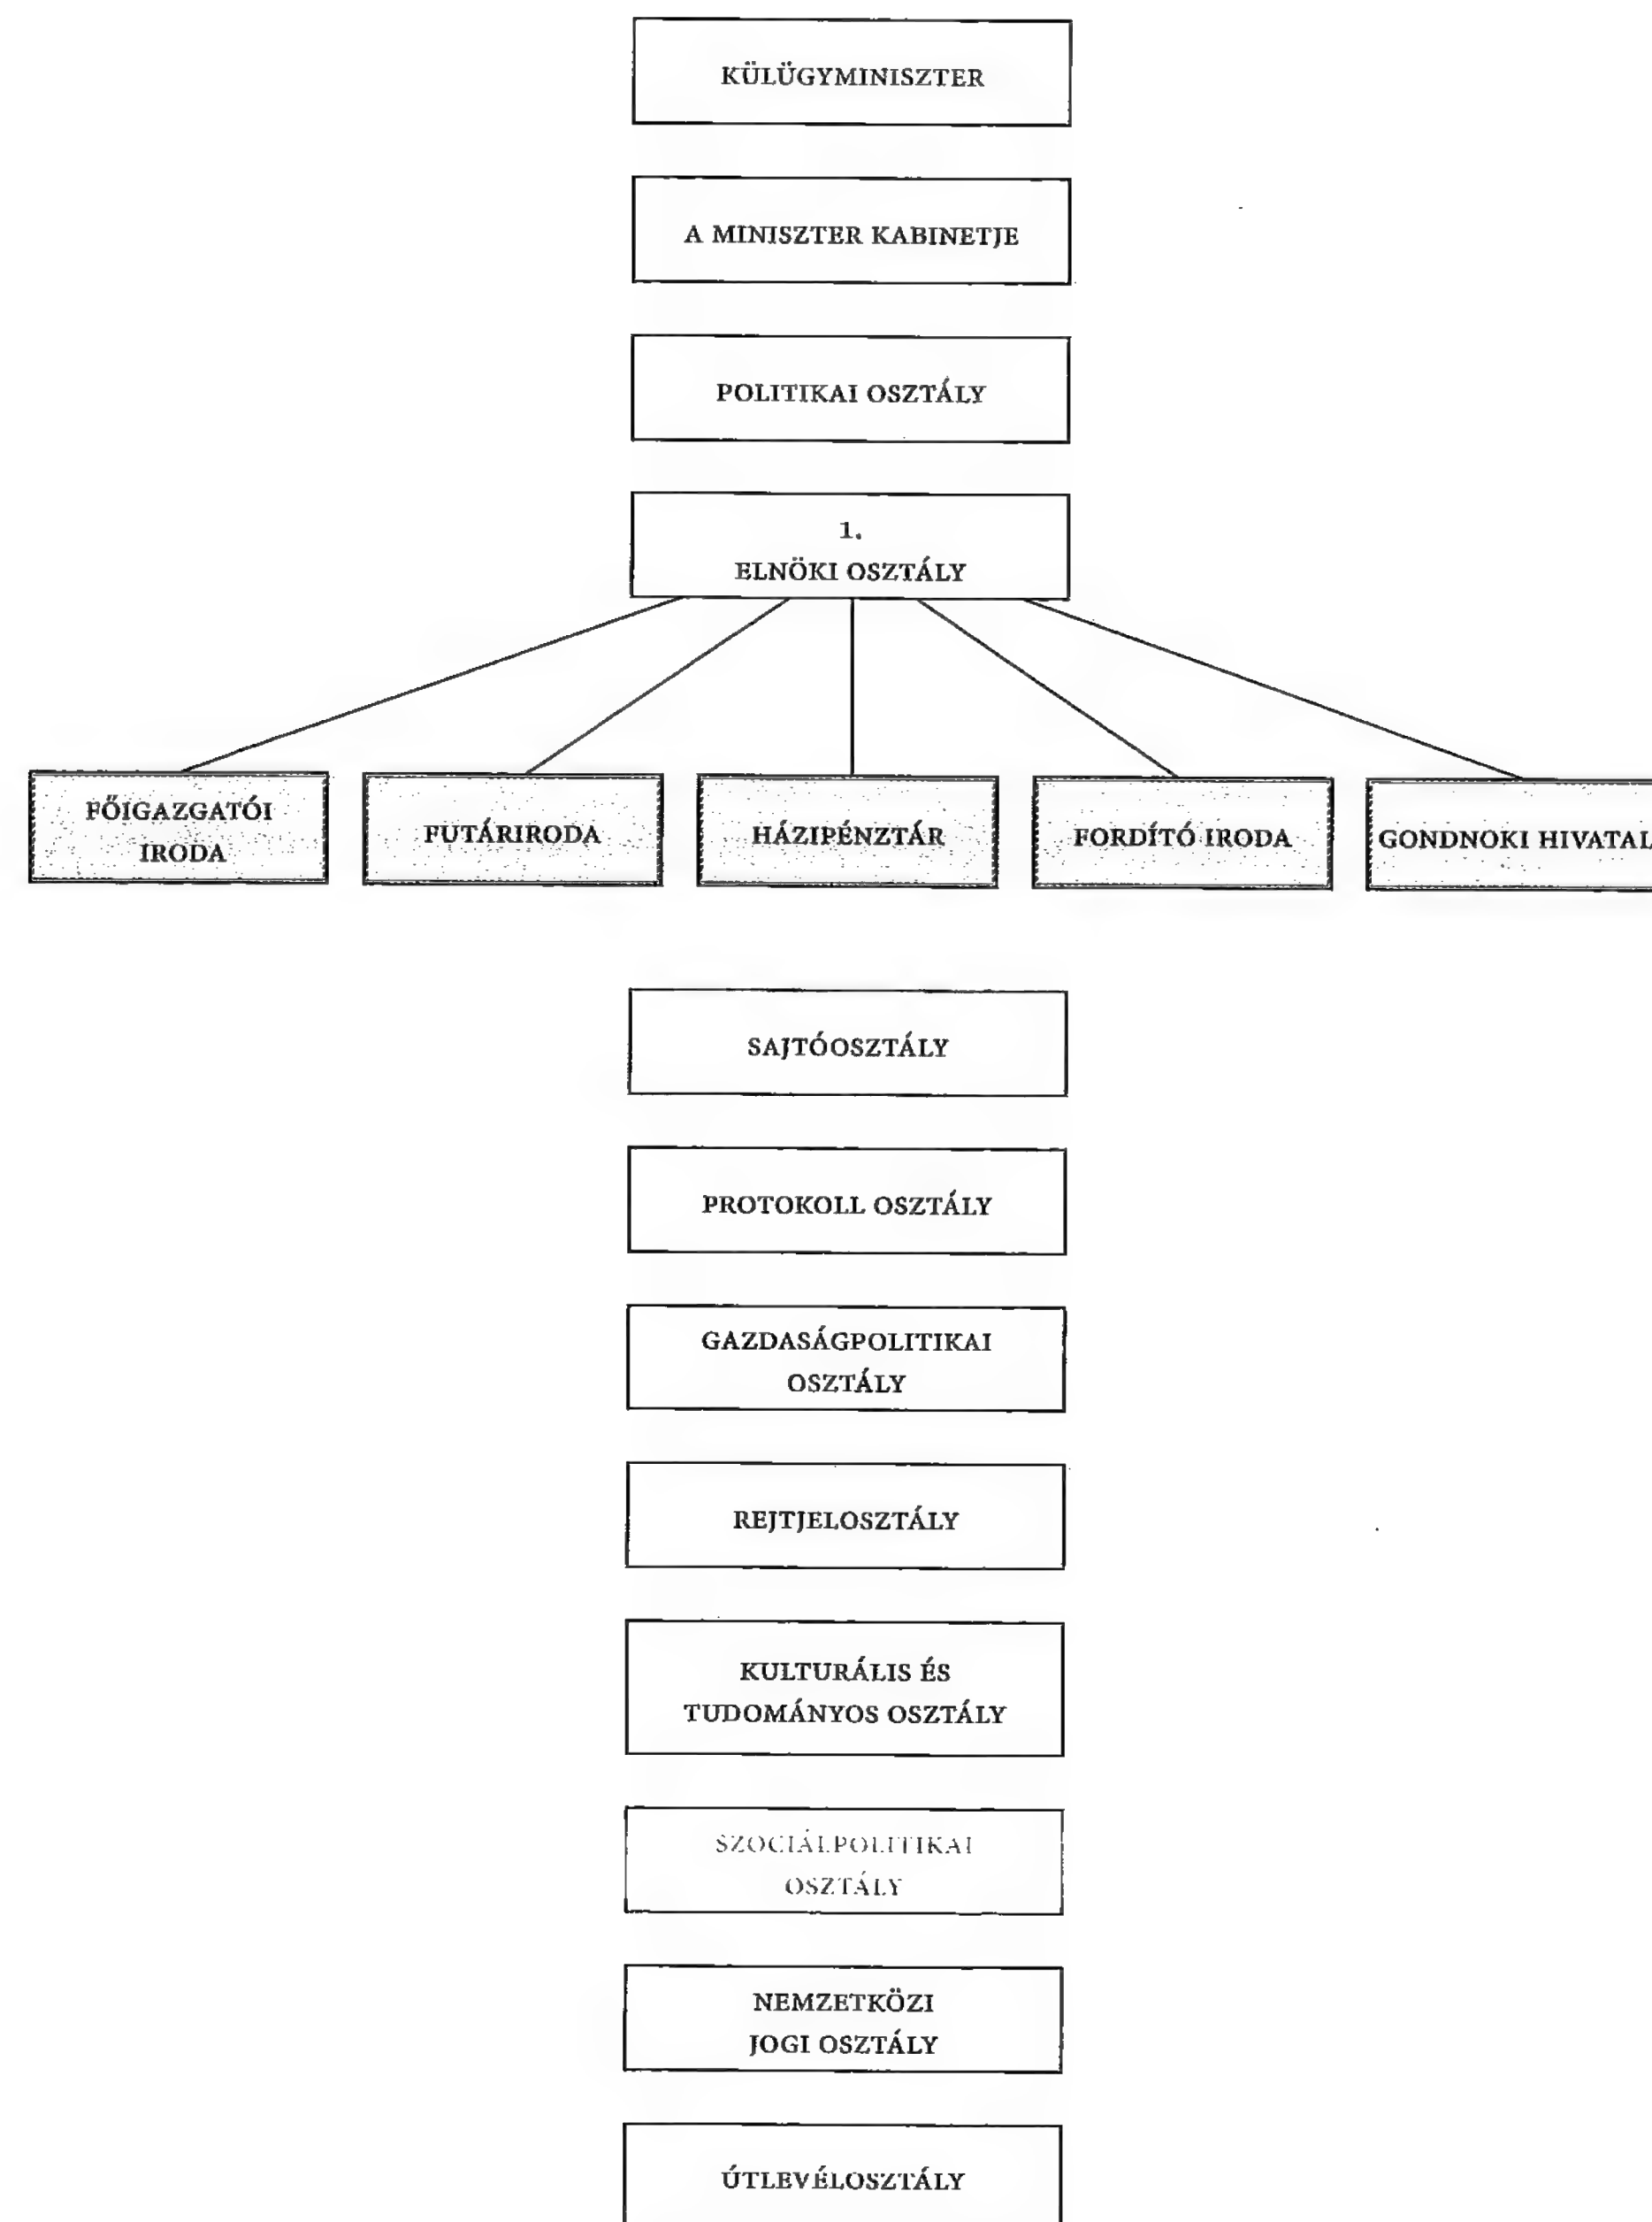 KÜLÜGYMINISZTER
A MINISZTER KABINETJE
POLITIKAI OSZTÁLY
1.
ELNÖKI OSZTÁLY
FŐIGAZGATÓI
IRODA
FUTÁRIRODA
HÁZIPÉNZTÁR
FORDÍTÓ IRODA
GONDNOKI HIVATAL
SAJTÓOSZTÁLY
PROTOKOLL OSZTÁLY
GAZDASÁGPOLITIKAI
OSZTÁLY
REJTJELOSZTÁLY
KULTURÁLIS ÉS
TUDOMÁNYOS OSZTÁLY
SZOCIÁLPOLITIKAI
OSZTÁLY
NEMZETKÖZI
JOGI OSZTÁLY
ÚTLEVÉLOSZTÁLY